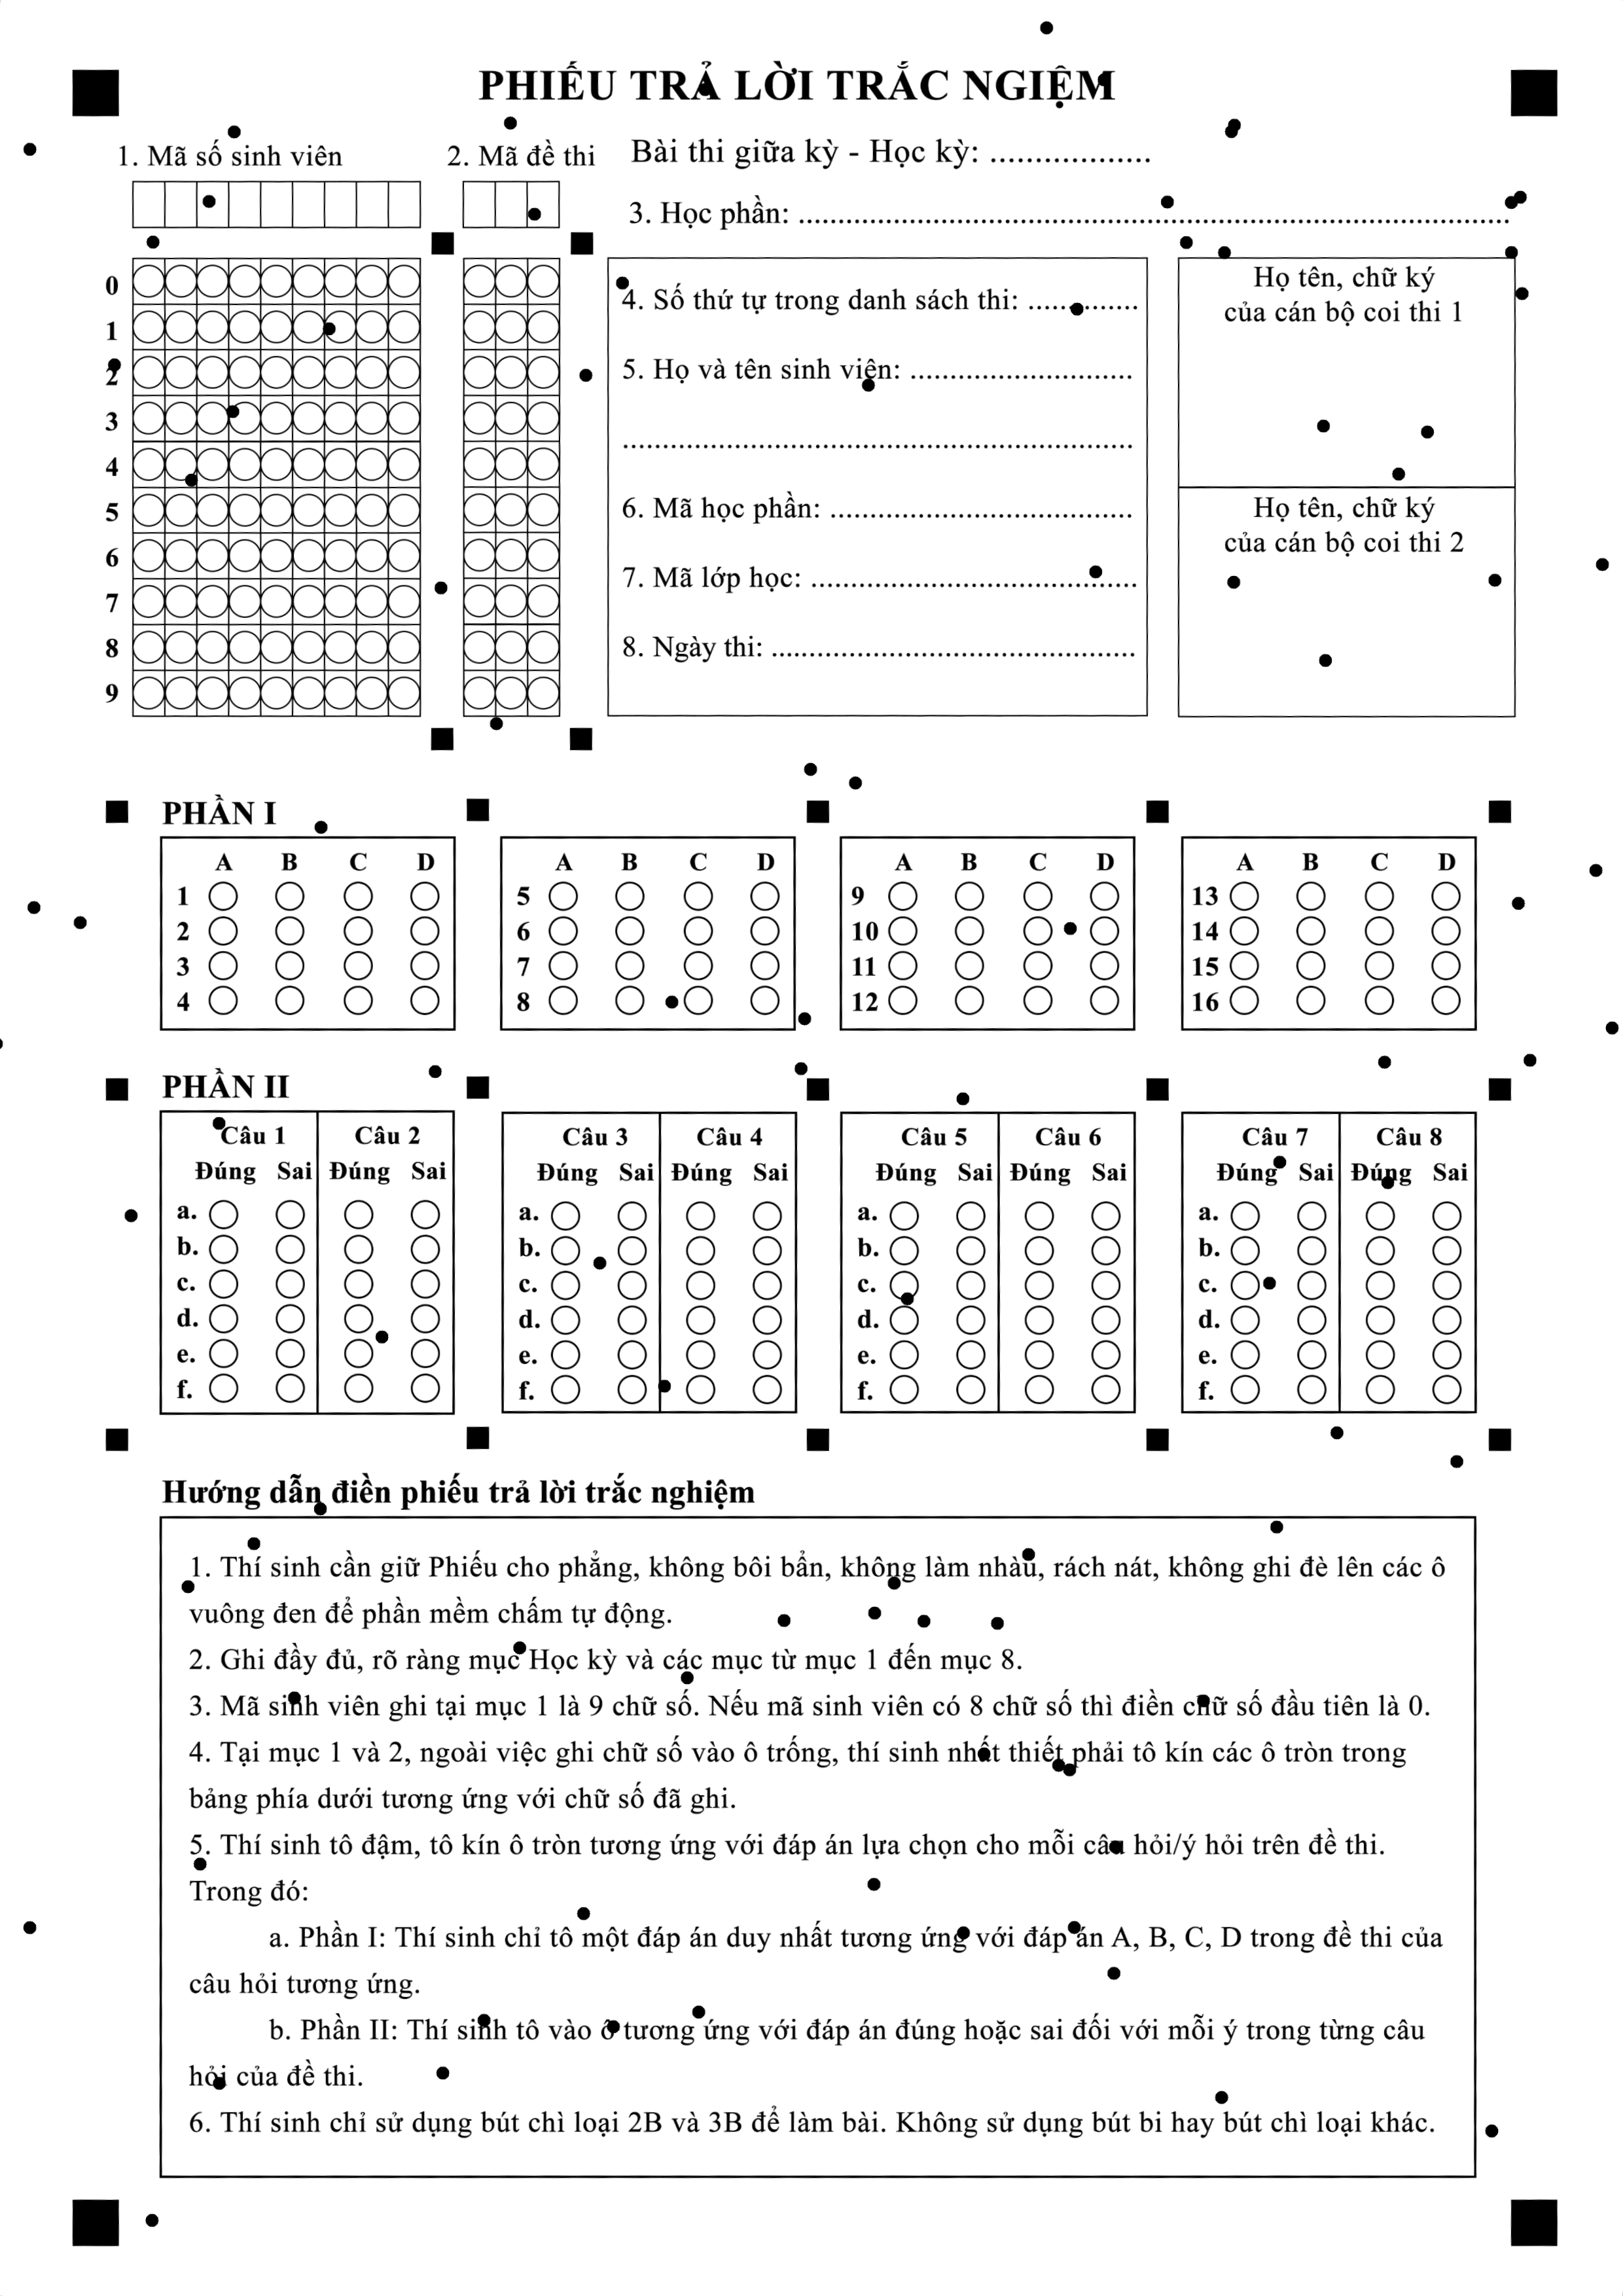 PHIẾU TRẢ LỜI TRẮC NGIỆM
1. Mã số sinh viên
2. Mã đề thi
Bài thi giữa kỳ - Học kỳ: ..................
3. Học phần: ................................................................................
0
1
2
3
4
5
6
7
8
9
4. Số thứ tự trong danh sách thi: ..............
5. Họ và tên sinh viên: .............................
.........................................................
6. Mã học phần: ..................................
7. Mã lớp học: .....................................
8. Ngày thi: .........................................
Họ tên, chữ ký
của cán bộ coi thi 1
Họ tên, chữ ký
của cán bộ coi thi 2
PHẦN I
A B C D
1
2
3
4
A B C D
5
6
7
8
A B C D
9
10
11
12
A B C D
13
14
15
16
PHẦN II
Câu 1 Câu 2
Đúng Sai Đúng Sai
a.
b.
c.
d.
e.
f.
Câu 3 Câu 4
Đúng Sai Đúng Sai
a.
b.
c.
d.
e.
f.
Câu 5 Câu 6
Đúng Sai Đúng Sai
a.
b.
c.
d.
e.
f.
Câu 7 Câu 8
Đúng Sai Đúng Sai
a.
b.
c.
d.
e.
f.
Hướng dẫn điền phiếu trả lời trắc nghiệm
1. Thí sinh cần giữ Phiếu cho phẳng, không bôi bẩn, không làm nhàu, rách nát, không ghi đè lên các ô
vuông đen để phần mềm chấm tự động.
2. Ghi đầy đủ, rõ ràng mục Học kỳ và các mục từ mục 1 đến mục 8.
3. Mã sinh viên ghi tại mục 1 là 9 chữ số. Nếu mã sinh viên có 8 chữ số thì điền chữ số đầu tiên là 0.
4. Tại mục 1 và 2, ngoài việc ghi chữ số vào ô trống, thí sinh nhất thiết phải tô kín các ô tròn trong
bảng phía dưới tương ứng với chữ số đã ghi.
5. Thí sinh tô đậm, tô kín ô tròn tương ứng với đáp án lựa chọn cho mỗi câu hỏi/ý hỏi trên đề thi.
Trong đó:
a. Phần I: Thí sinh chỉ tô một đáp án duy nhất tương ứng với đáp án A, B, C, D trong đề thi của
câu hỏi tương ứng.
b. Phần II: Thí sinh tô vào ô tương ứng với đáp án đúng hoặc sai đối với mỗi ý trong từng câu
hỏi của đề thi.
6. Thí sinh chỉ sử dụng bút chì loại 2B và 3B để làm bài. Không sử dụng bút bi hay bút chì loại khác.